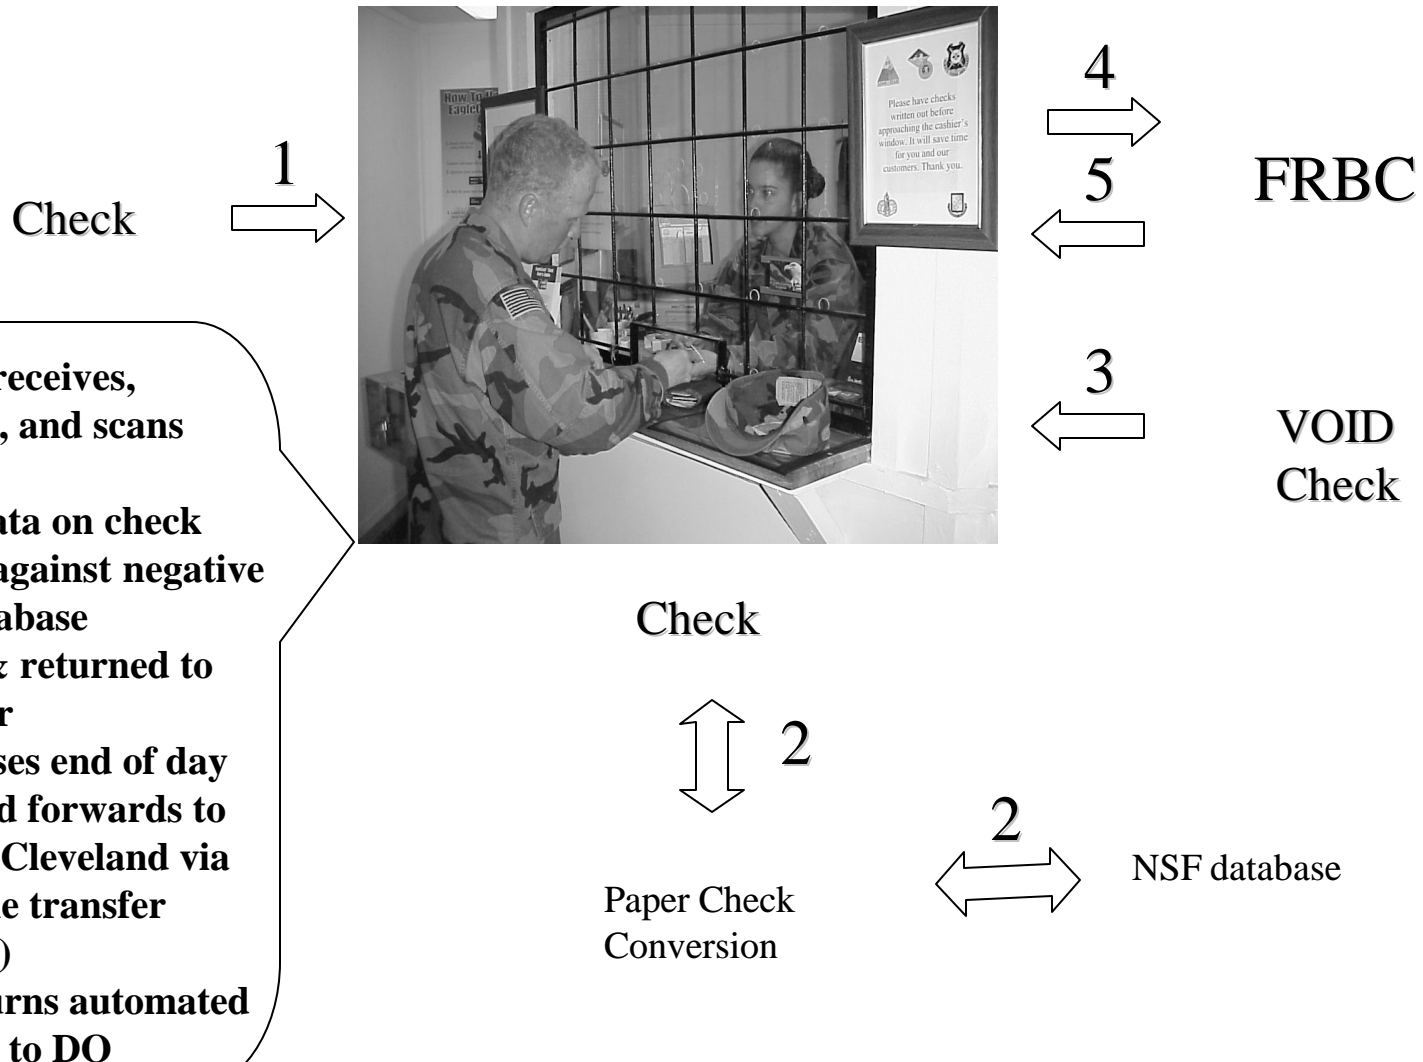 1
Check
receives,
, and scans
ata on check
against negative
abase
& returned to
r
ses end of day
d forwards to
Cleveland via
e transfer
)
urns automated
to DO
How To Use
Please have checks
written out before
approaching the cashier's
window. It will save time
for you and our
customers. Thank you.
4
5
FRBC
3
VOID
Check
Check
2
Paper Check
Conversion
2
NSF database